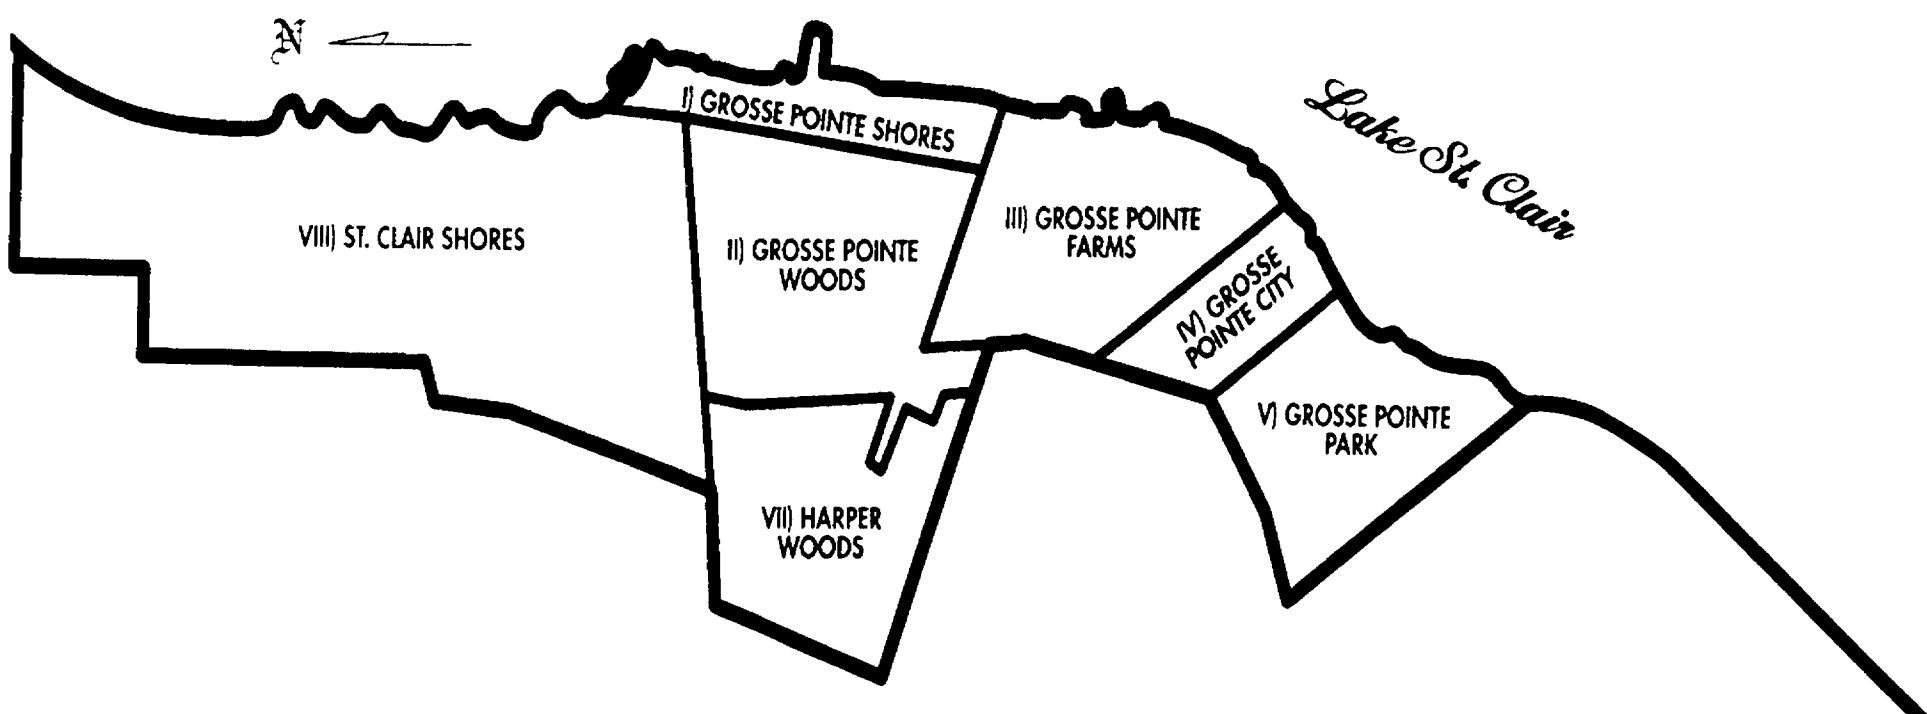 N
Lake St. Clair
I) GROSSE POINTE SHORES
VIII) ST. CLAIR SHORES
II) GROSSE POINTE
WOODS
III) GROSSE POINTE
FARMS
IV) GROSSE
POINTE CITY
V) GROSSE POINTE
PARK
VII) HARPER
WOODS